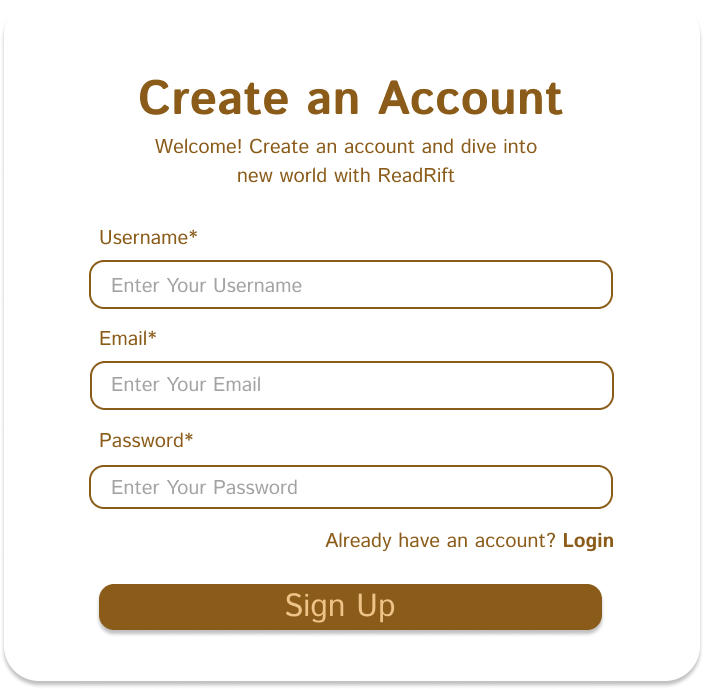 Create an Account
Welcome! Create an account and dive into
new world with ReadRift
Username*
Enter Your Username
Email*
Enter Your Email
Password*
Enter Your Password
Already have an account? Login
Sign Up